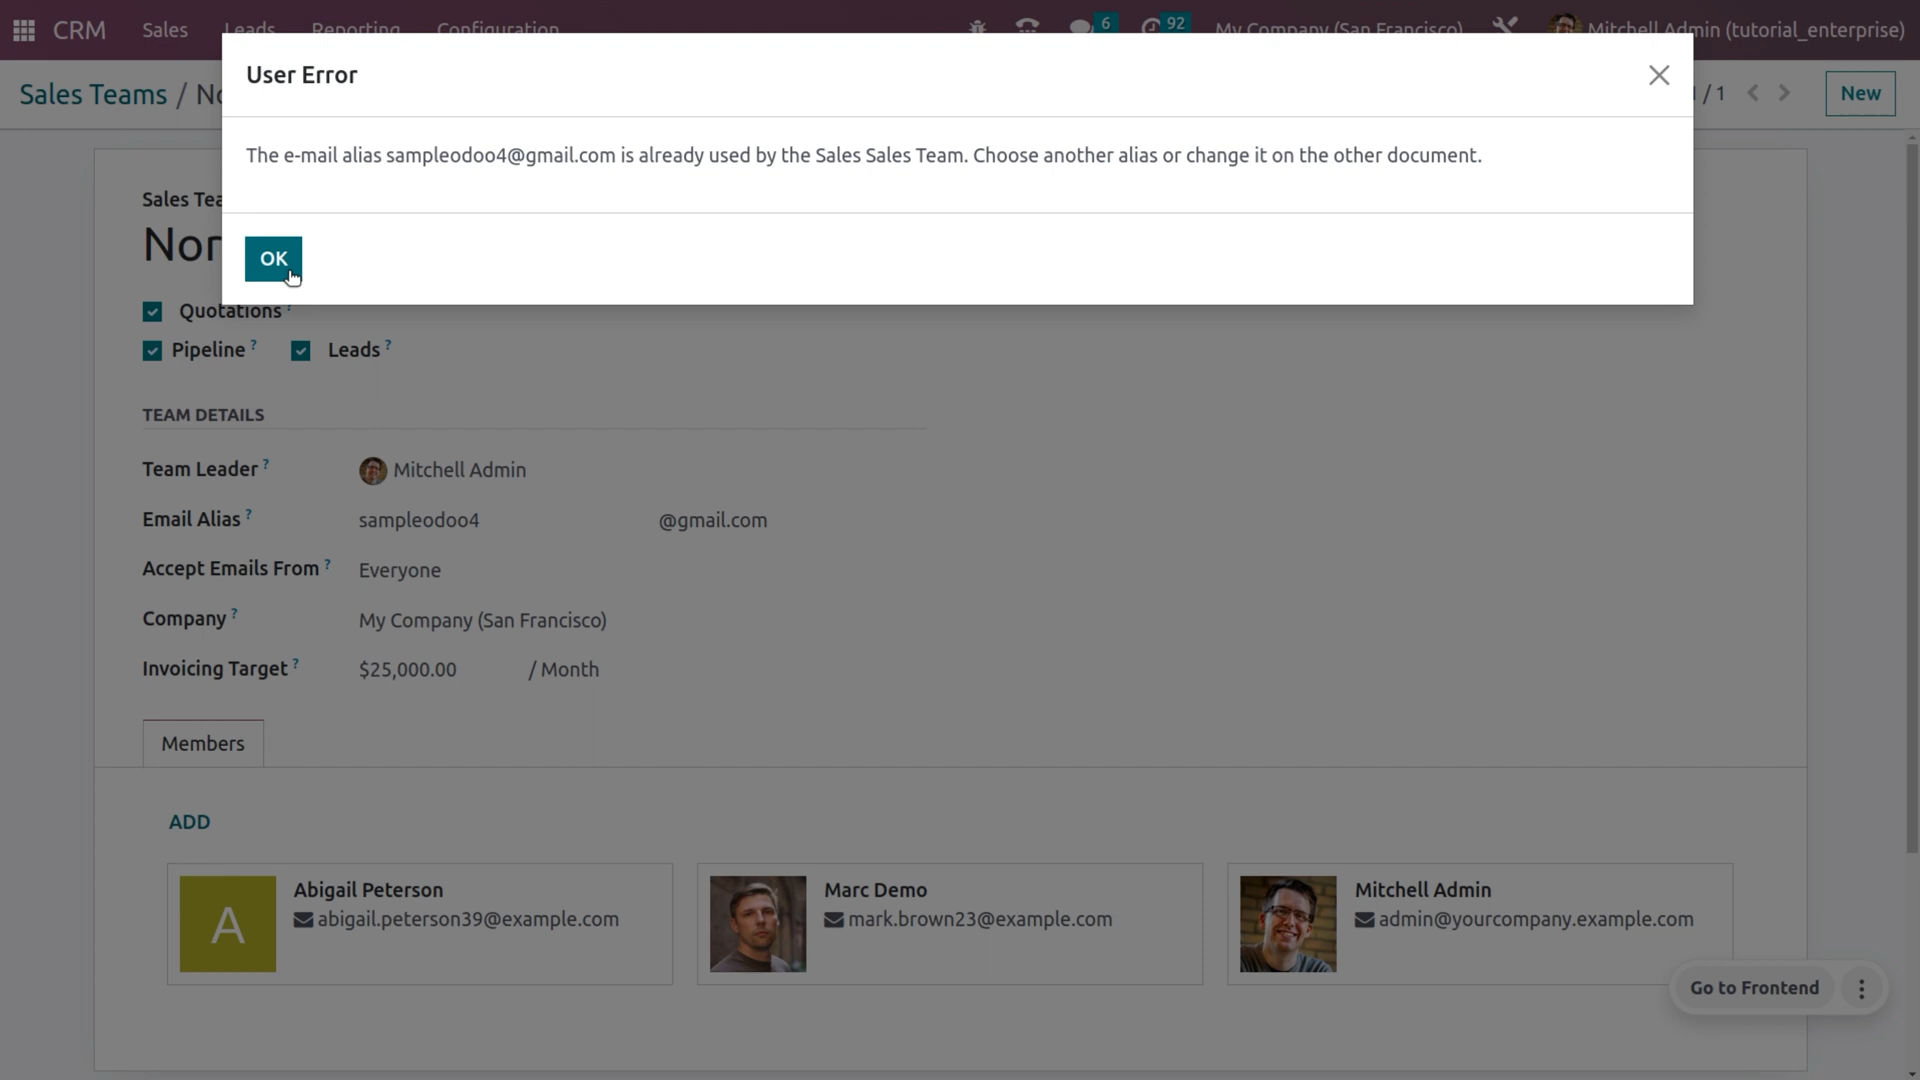 CRM Sales Leads Reporting Configuration 6 92 My Company (San Francisco) Mitchell Admin (tutorial_enterprise)
User Error
Sales Teams / / 1 New
The e-mail alias sampleodoo4@gmail.com is already used by the Sales Sales Team. Choose another alias or change it on the other document.
Sales
OK
Quotations ?
Pipeline ? Leads ?
TEAM DETAILS
Team Leader ? Mitchell Admin
Email Alias ? sampleodoo4 @gmail.com
Accept Emails From ? Everyone
Company ? My Company (San Francisco)
Invoicing Target ? $25,000.00 / Month
Members
ADD
A
Abigail Peterson Marc Demo Mitchell Admin
abigail.peterson39@example.com mark.brown23@example.com admin@yourcompany.example.com
Go to Frontend